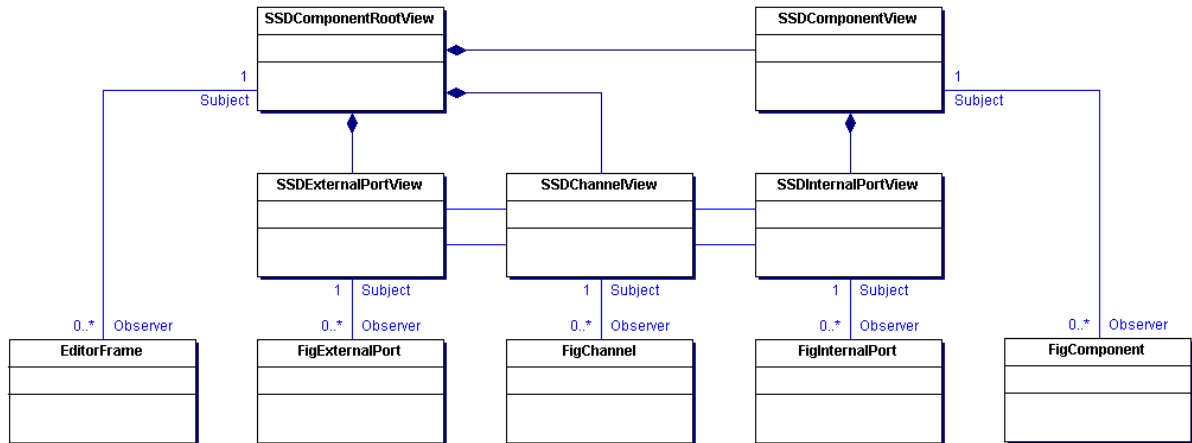 SSDComponentRootView
SSDComponentView
1
Subject
1
Subject
SSDExternalPortView
SSDChannelView
SSDInternalPortView
1 Subject
1 Subject
1 Subject
0..* Observer
0..* Observer
0..* Observer
0..* Observer
0..* Observer
EditorFrame
FigExternalPort
FigChannel
FigInternalPort
FigComponent